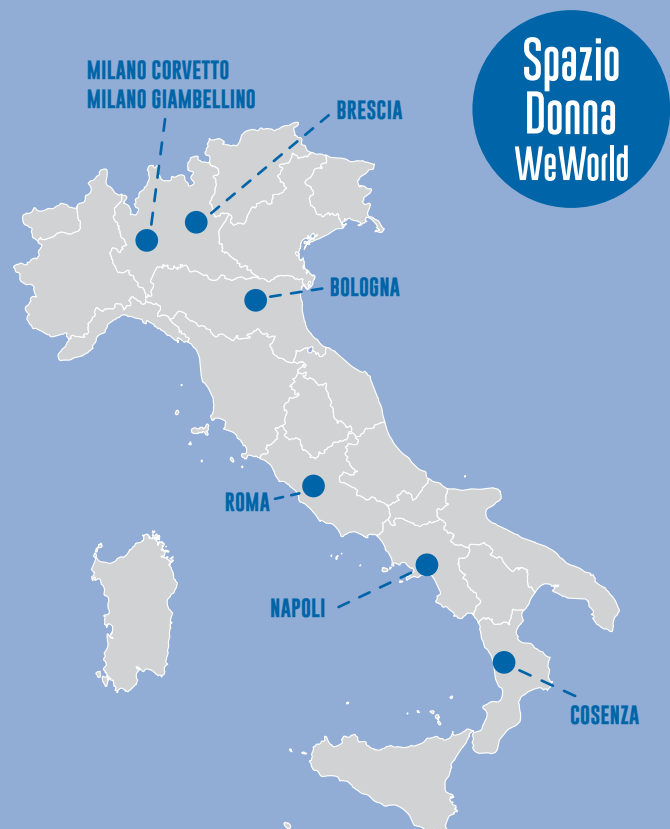 Spazio
Donna
WeWorld
MILANO CORVETTO
MILANO GIAMBELLINO
BRESCIA
BOLOGNA
ROMA
NAPOLI
COSENZA